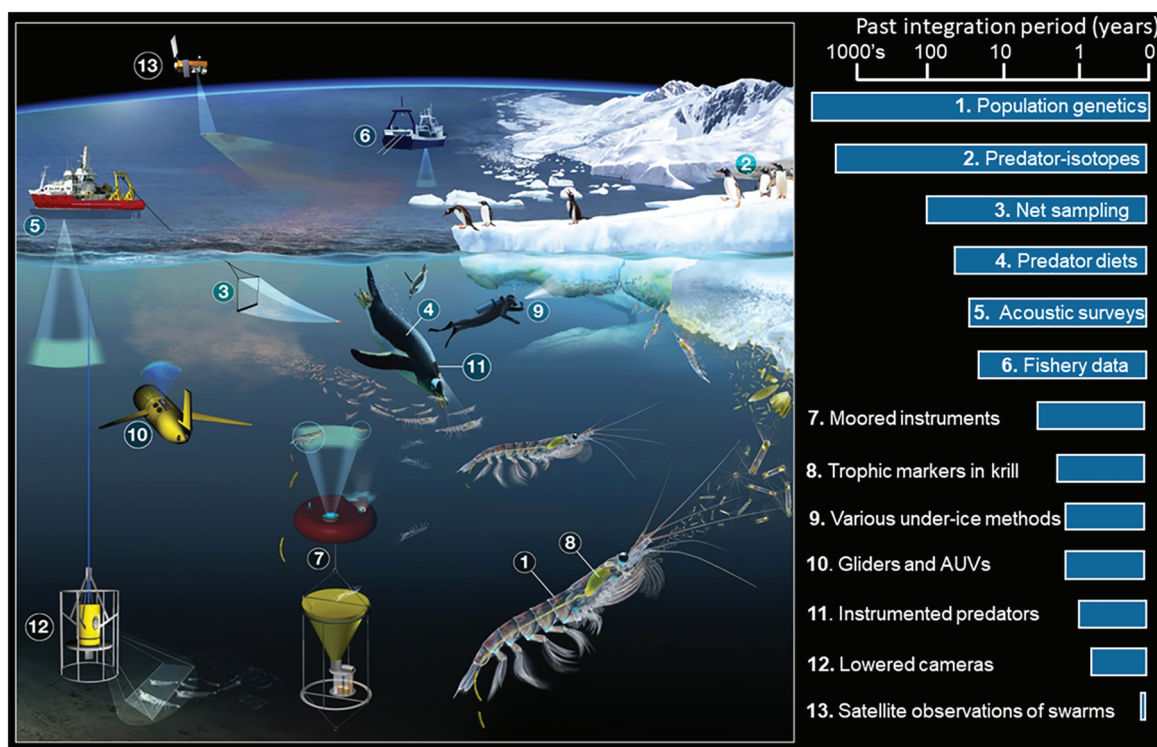 Past integration period (years)
1000's 100 10 1 0
1. Population genetics
2. Predator-isotopes
3. Net sampling
4. Predator diets
5. Acoustic surveys
6. Fishery data
7. Moored instruments
8. Trophic markers in krill
9. Various under-ice methods
10. Gliders and AUVs
11. Instrumented predators
12. Lowered cameras
13. Satellite observations of swarms
13
6
2
5
3
4
9
11
10
8
7
1
12